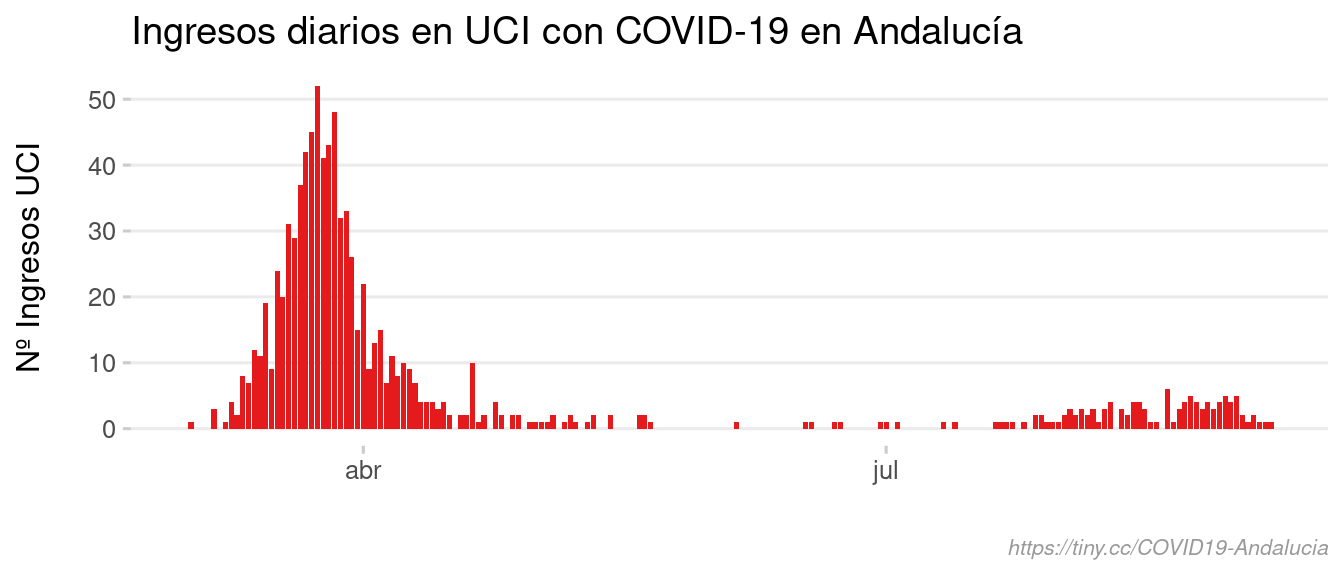 Ingresos diarios en UCI con COVID-19 en Andalucía
Nº Ingresos UCI
50
40
30
20
10
0
abr
jul
https://tiny.cc/COVID19-Andalucia